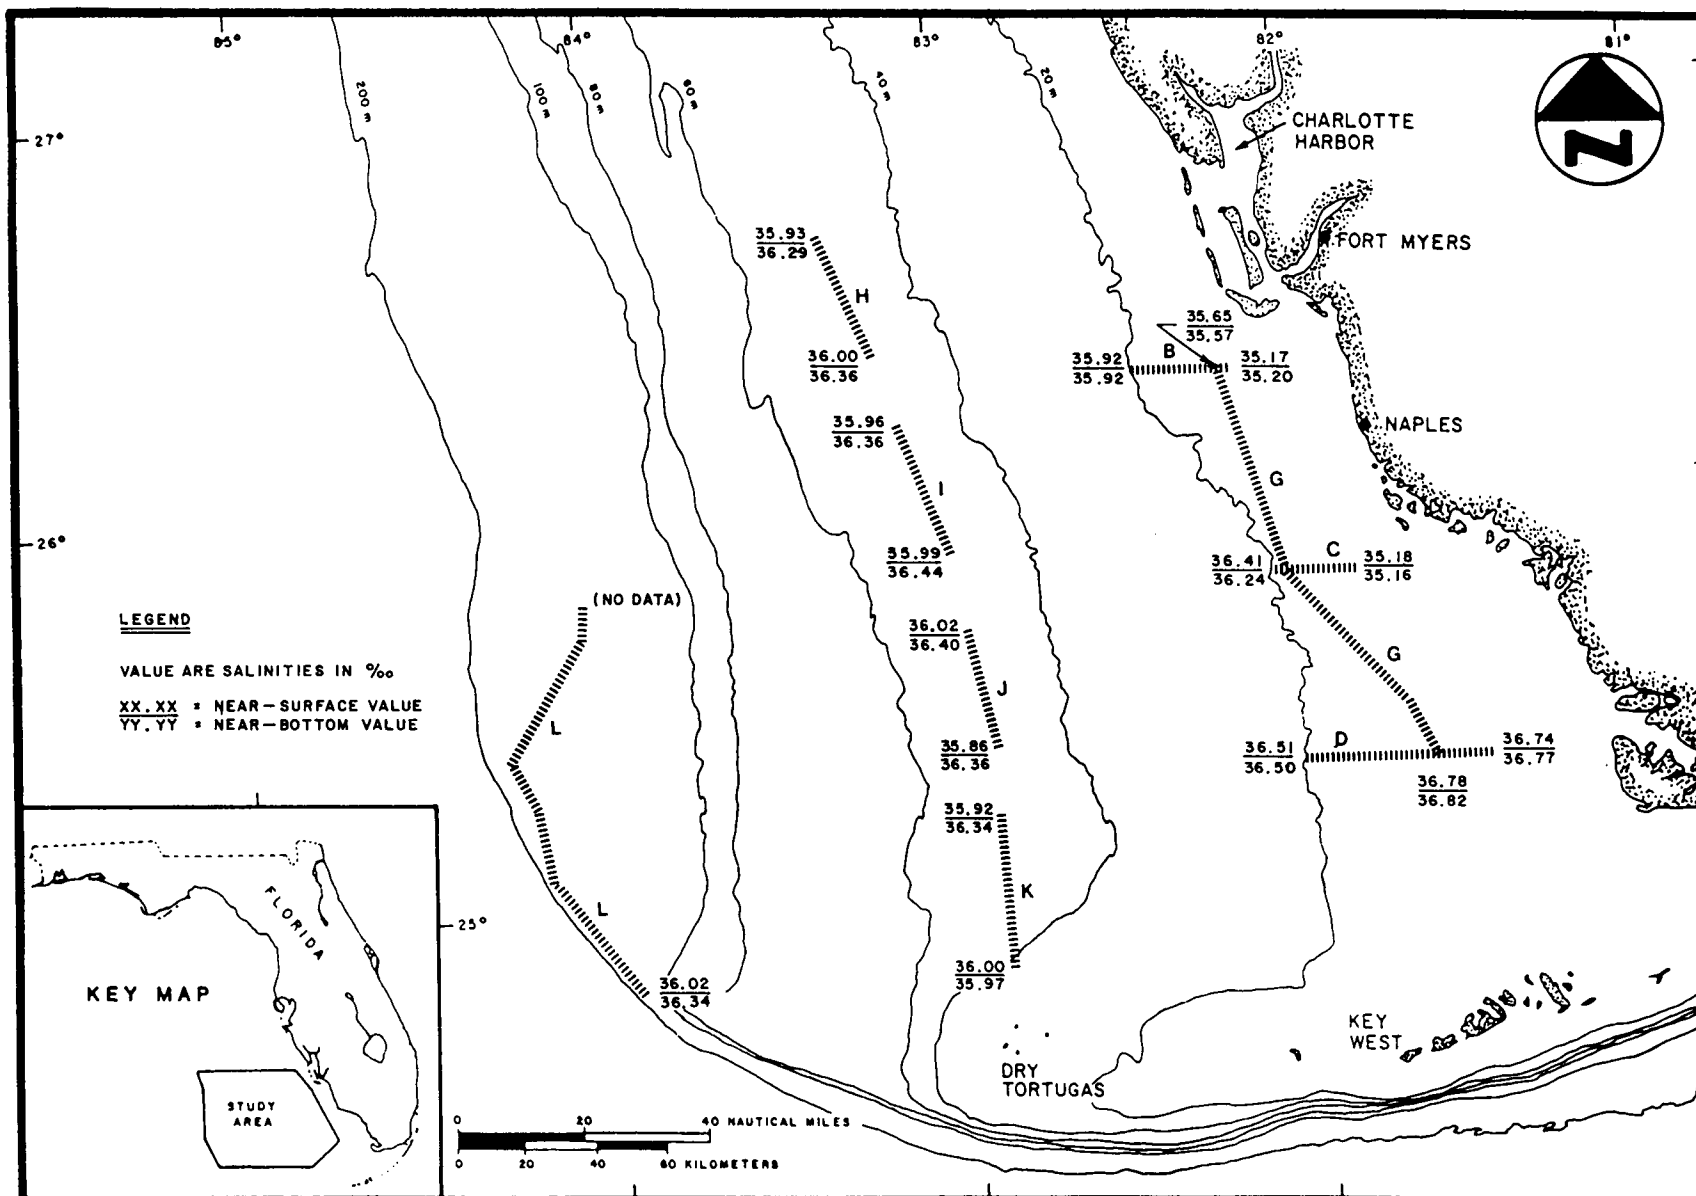 85°
84°
83°
82°
81°
200 m
100 m
80 m
60 m
40 m
20 m
27°
CHARLOTTE
HARBOR
N
FORT MYERS
35.93
36.29
H
36.00
36.36
35.65
35.57
35.92
35.92
B
35.17
35.20
NAPLES
35.96
36.36
I
35.99
36.44
G
26°
36.41
36.24
C
35.18
35.16
(NO DATA)
LEGEND
VALUE ARE SALINITIES IN ‰
XX.XX = NEAR-SURFACE VALUE
YY.YY = NEAR-BOTTOM VALUE
36.02
36.40
J
35.86
36.36
G
L
36.51
36.50
D
36.74
36.77
36.78
36.82
35.92
36.34
K
36.00
35.97
25°
L
36.02
36.34
FLORIDA
KEY MAP
STUDY
AREA
KEY
WEST
DRY
TORTUGAS
0 20 40 NAUTICAL MILES
0 20 40 60 KILOMETERS